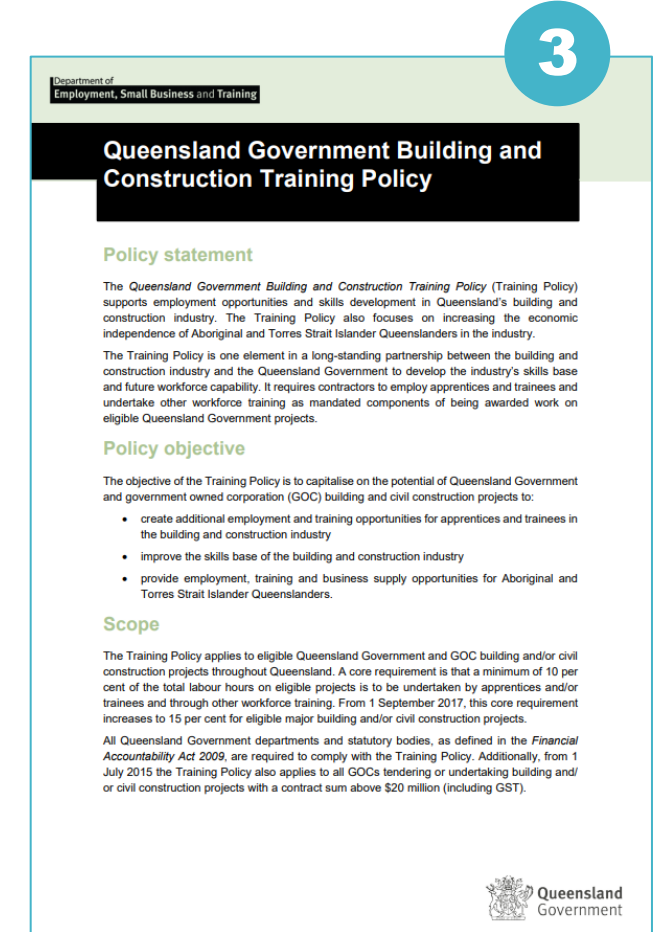 3
Department of
Employment, Small Business and Training
Queensland Government Building and
Construction Training Policy
Policy statement
The Queensland Government Building and Construction Training Policy (Training Policy)
supports employment opportunities and skills development in Queensland's building and
construction industry. The Training Policy also focuses on increasing the economic
independence of Aboriginal and Torres Strait Islander Queenslanders in the industry.
The Training Policy is one element in a long-standing partnership between the building and
construction industry and the Queensland Government to develop the industry's skills base
and future workforce capability. It requires contractors to employ apprentices and trainees and
undertake other workforce training as mandated components of being awarded work on
eligible Queensland Government projects.
Policy objective
The objective of the Training Policy is to capitalise on the potential of Queensland Government
and government owned corporation (GOC) building and civil construction projects to:
• create additional employment and training opportunities for apprentices and trainees in
the building and construction industry
• improve the skills base of the building and construction industry
• provide employment, training and business supply opportunities for Aboriginal and
Torres Strait Islander Queenslanders.
Scope
The Training Policy applies to eligible Queensland Government and GOC building and/or civil
construction projects throughout Queensland. A core requirement is that a minimum of 10 per
cent of the total labour hours on eligible projects is to be undertaken by apprentices and/or
trainees and through other workforce training. From 1 September 2017, this core requirement
increases to 15 per cent for eligible major building and/or civil construction projects.
All Queensland Government departments and statutory bodies, as defined in the Financial
Accountability Act 2009, are required to comply with the Training Policy. Additionally, from 1
July 2015 the Training Policy also applies to all GOCs tendering or undertaking building and/
or civil construction projects with a contract sum above $20 million (including GST).
Queensland
Government